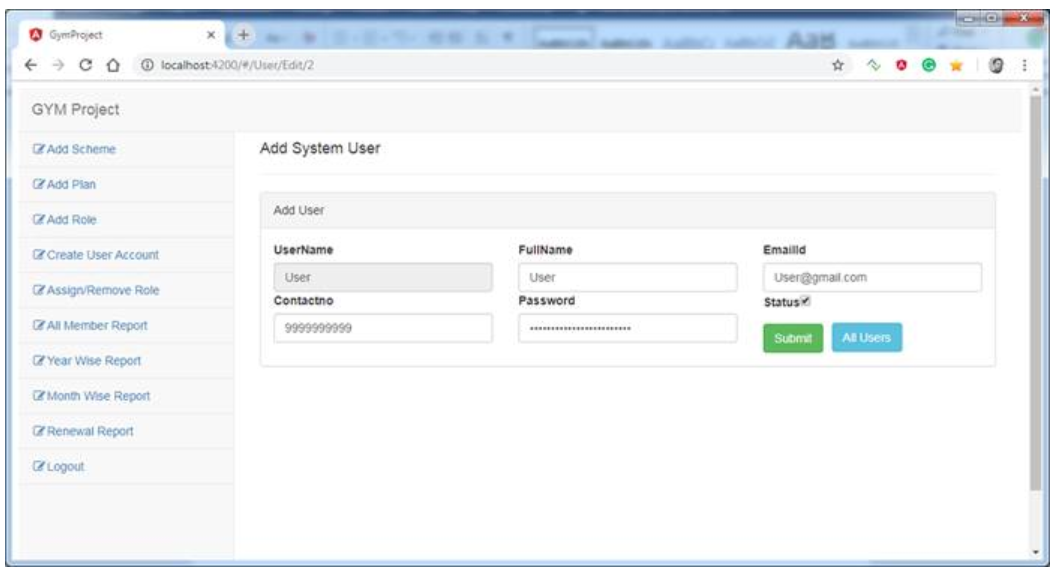 GymProject
localhost:4200/#/User/Edit/2
GYM Project
Add Scheme
Add Plan
Add Role
Create User Account
Assign/Remove Role
All Member Report
Year Wise Report
Month Wise Report
Renewal Report
Logout
Add System User
Add User
UserName FullName EmailId
User User User@gmail.com
Contactno Password Status
9999999999 ••••••••••••••••••••••••
Submit All Users